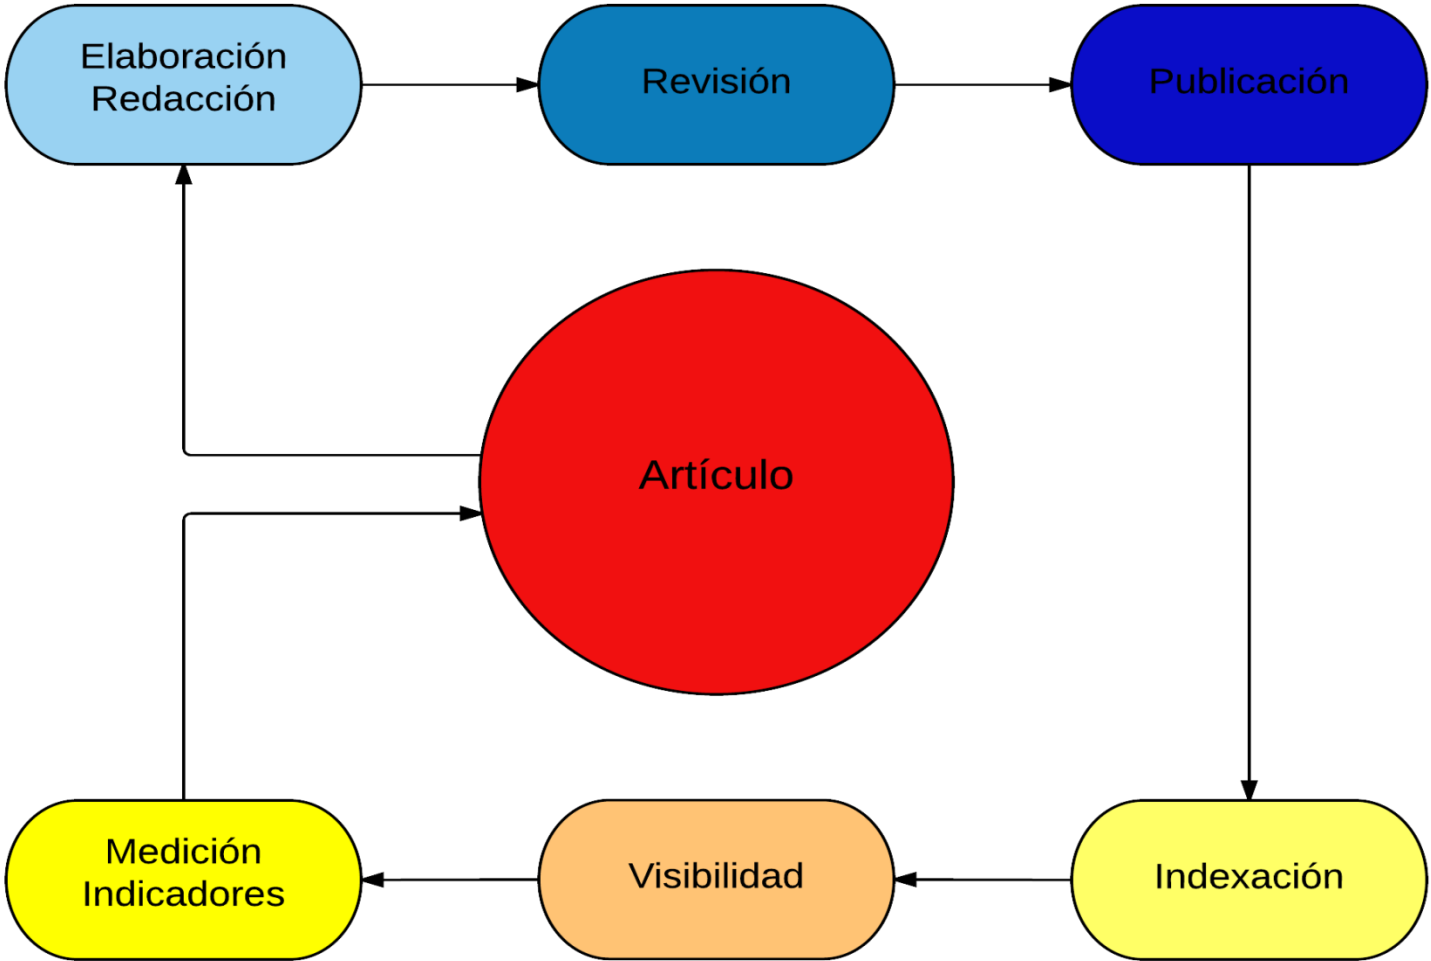 Elaboración
Redacción
Revisión
Publicación
Artículo
Medición
Indicadores
Visibilidad
Indexación